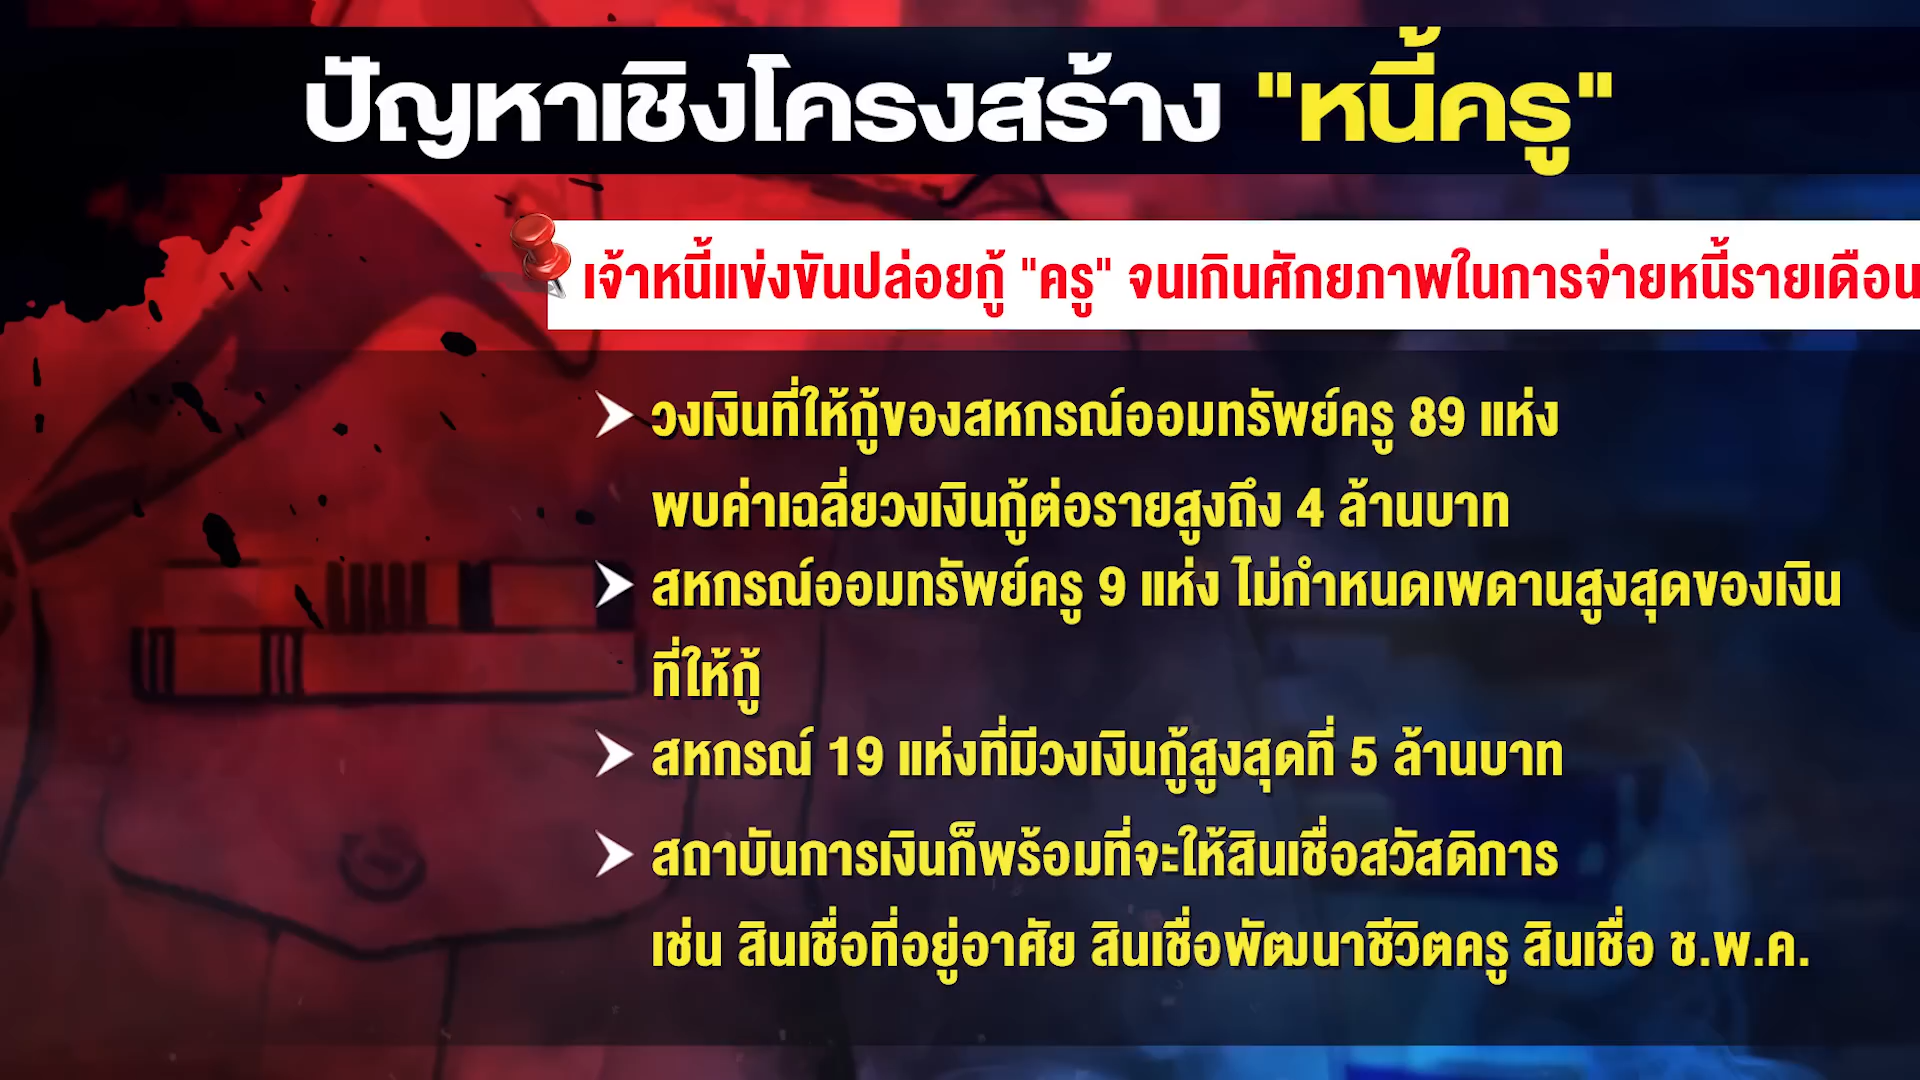 ปัญหาเชิงโครงสร้าง "หนี้ครู"
เจ้าหนี้แข่งขันปล่อยกู้ "ครู" จนเกินศักยภาพในการจ่ายหนี้รายเดือน
วงเงินที่ให้กู้ของสหกรณ์ออมทรัพย์ครู 89 แห่ง
พบค่าเฉลี่ยวงเงินกู้ต่อรายสูงถึง 4 ล้านบาท
สหกรณ์ออมทรัพย์ครู 9 แห่ง ไม่กำหนดเพดานสูงสุดของเงิน
ที่ให้กู้
สหกรณ์ 19 แห่งที่มีวงเงินกู้สูงสุดที่ 5 ล้านบาท
สถาบันการเงินก็พร้อมที่จะให้สินเชื่อสวัสดิการ
เช่น สินเชื่อที่อยู่อาศัย สินเชื่อพัฒนาชีวิตครู สินเชื่อ ช.พ.ค.